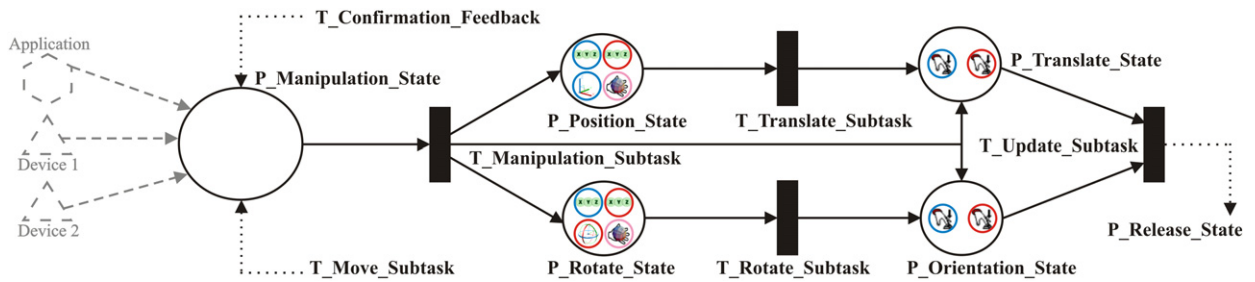 T_Confirmation_Feedback
Application
P_Manipulation_State
X Y Z
X Y Z
P_Translate_State
P_Position_State
T_Translate_Subtask
Device 1
T_Manipulation_Subtask
T_Update_Subtask
X Y Z
X Y Z
Device 2
P_Release_State
T_Move_Subtask
P_Rotate_State
T_Rotate_Subtask
P_Orientation_State